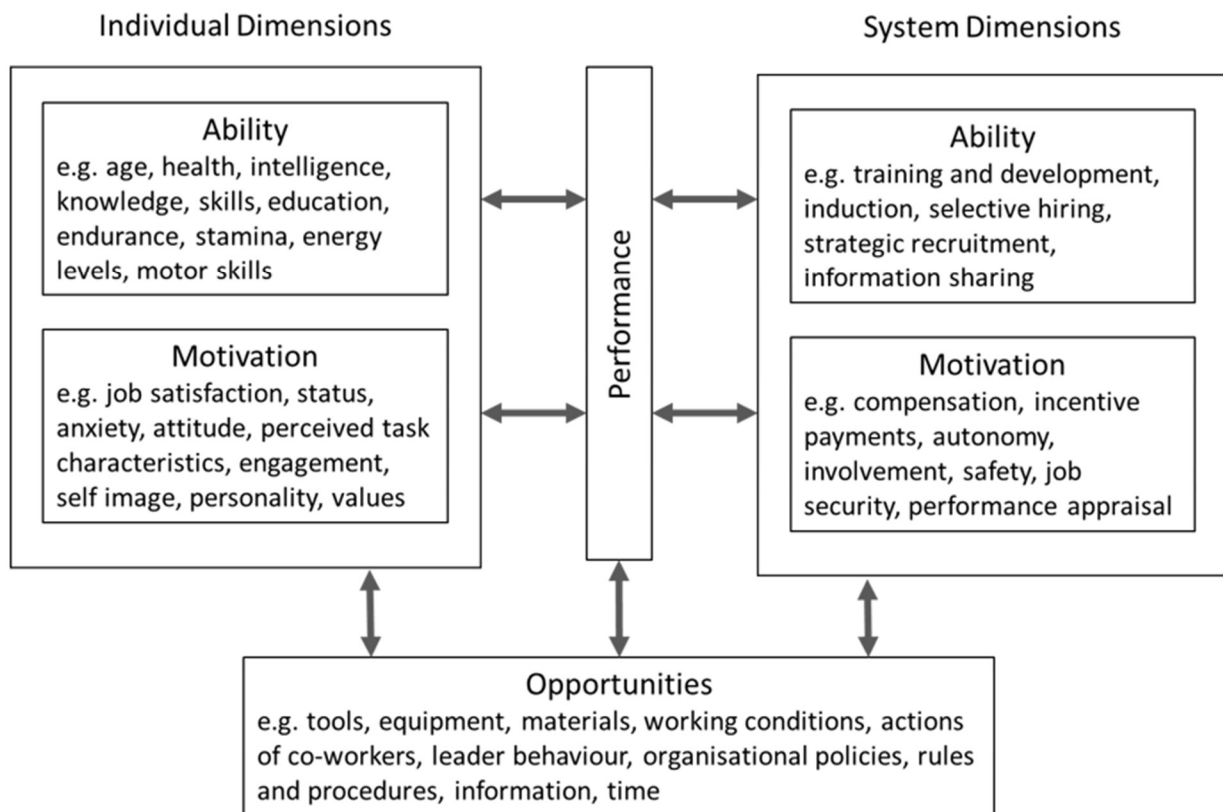 Individual Dimensions
Ability
e.g. age, health, intelligence,
knowledge, skills, education,
endurance, stamina, energy
levels, motor skills
Motivation
e.g. job satisfaction, status,
anxiety, attitude, perceived task
characteristics, engagement,
self image, personality, values
Performance
System Dimensions
Ability
e.g. training and development,
induction, selective hiring,
strategic recruitment,
information sharing
Motivation
e.g. compensation, incentive
payments, autonomy,
involvement, safety, job
security, performance appraisal
Opportunities
e.g. tools, equipment, materials, working conditions, actions
of co-workers, leader behaviour, organisational policies, rules
and procedures, information, time